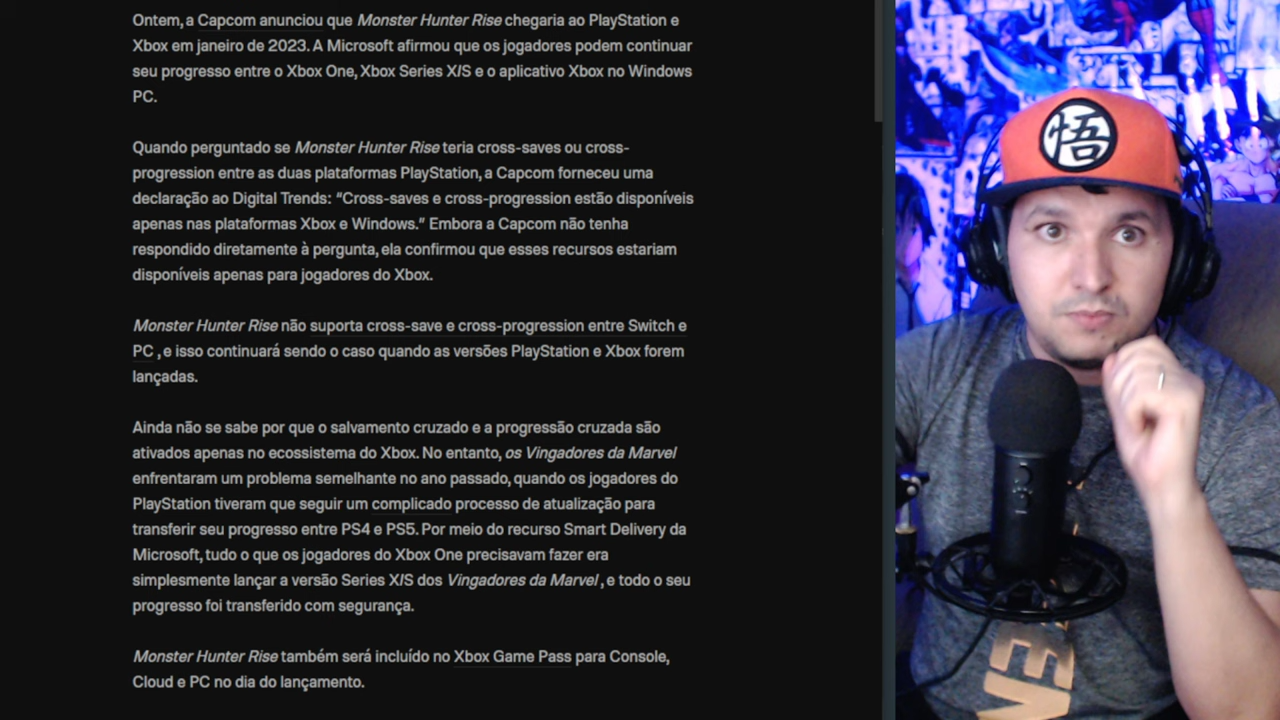 Ontem, a Capcom anunciou que Monster Hunter Rise chegaria ao PlayStation e
Xbox em janeiro de 2023. A Microsoft afirmou que os jogadores podem continuar
seu progresso entre o Xbox One, Xbox Series X/S e o aplicativo Xbox no Windows
PC.
Quando perguntado se Monster Hunter Rise teria cross-saves ou cross-
progression entre as duas plataformas PlayStation, a Capcom forneceu uma
declaração ao Digital Trends: “Cross-saves e cross-progression estão disponíveis
apenas nas plataformas Xbox e Windows.” Embora a Capcom não tenha
respondido diretamente à pergunta, ela confirmou que esses recursos estariam
disponíveis apenas para jogadores do Xbox.
Monster Hunter Rise não suporta cross-save e cross-progression entre Switch e
PC , e isso continuará sendo o caso quando as versões PlayStation e Xbox forem
lançadas.
Ainda não se sabe por que o salvamento cruzado e a progressão cruzada são
ativados apenas no ecossistema do Xbox. No entanto, os Vingadores da Marvel
enfrentaram um problema semelhante no ano passado, quando os jogadores do
PlayStation tiveram que seguir um complicado processo de atualização para
transferir seu progresso entre PS4 e PS5. Por meio do recurso Smart Delivery da
Microsoft, tudo o que os jogadores do Xbox One precisavam fazer era
simplesmente lançar a versão Series X/S dos Vingadores da Marvel , e todo o seu
progresso foi transferido com segurança.
Monster Hunter Rise também será incluído no Xbox Game Pass para Console,
Cloud e PC no dia do lançamento.
悟